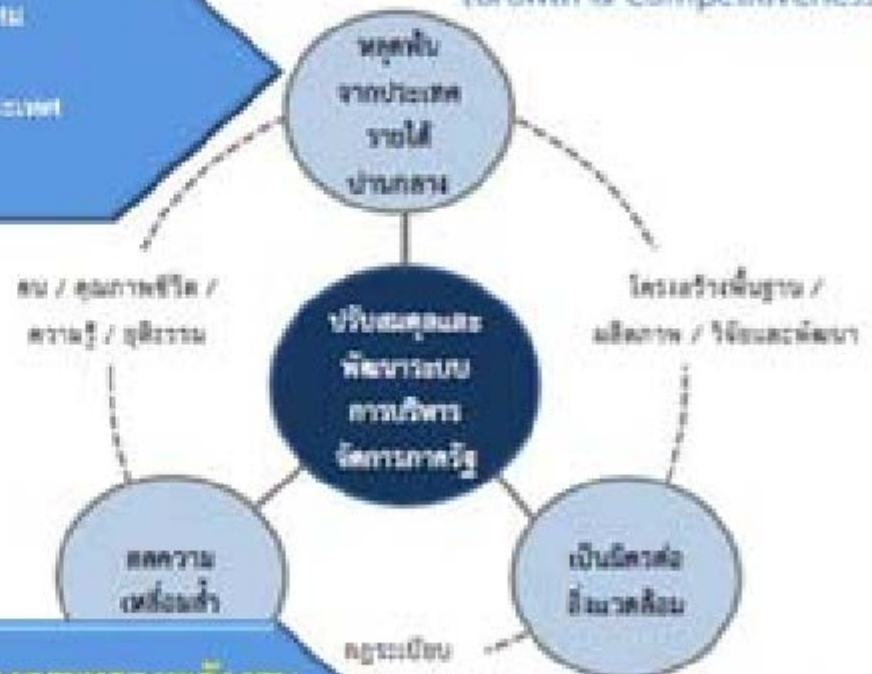 Growth & Competitiveness
หลุดพ้น
จากประเทศ
รายได้
ปานกลาง
คน / คุณภาพชีวิต /
ความรู้ / ยุติธรรม
โครงสร้างพื้นฐาน /
ผลิตภาพ / วิจัยและพัฒนา
ปรับสมดุลและ
พัฒนาระบบ
การบริหาร
จัดการภาครัฐ
ลดความ
เหลื่อมล้ำ
เป็นมิตรต่อ
สิ่งแวดล้อม
กฎระเบียบ